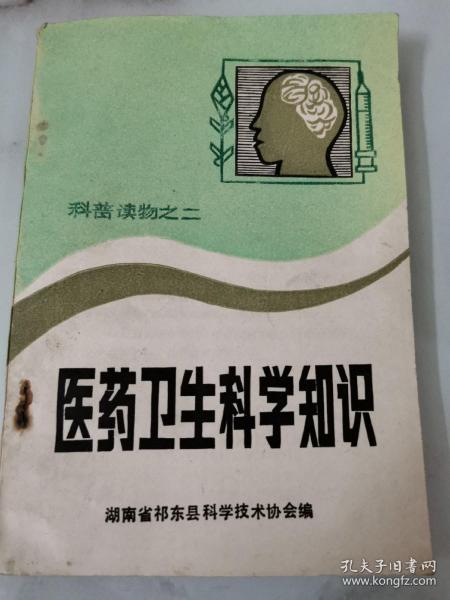 科普读物之二
医药卫生科学知识
湖南省祁东县科学技术协会编
孔夫子旧书网
www.kongfz.com